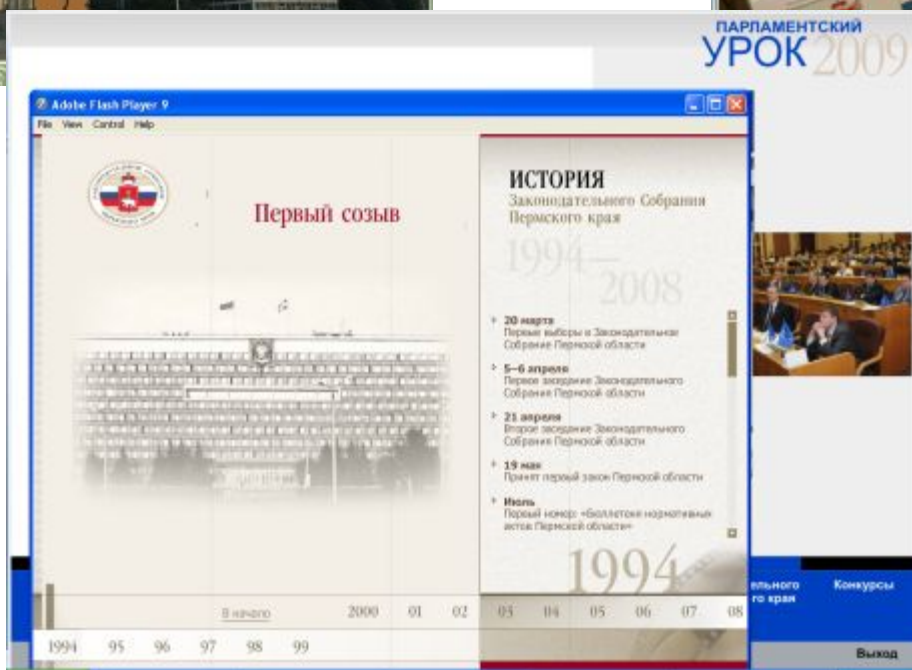 ПАРЛАМЕНТСКИЙ
УРОК 2009
Adobe Flash Player 9
File View Control Help
Первый созыв
ИСТОРИЯ
Законодательного Собрания
Пермского края
1994—
2008
20 марта
Первые выборы в Законодательное
Собрание Пермской области
5–6 апреля
Первое заседание Законодательного
Собрания Пермской области
21 апреля
Второе заседание Законодательного
Собрания Пермской области
19 мая
Принят первый закон Пермской области
Июль
Первый номер: «Бюллетеня нормативных
актов Пермской области»
1994
В начало
2000 01 02 03 04 05 06 07 08
1994 95 96 97 98 99
ельного
го края
Конкурсы
Выход